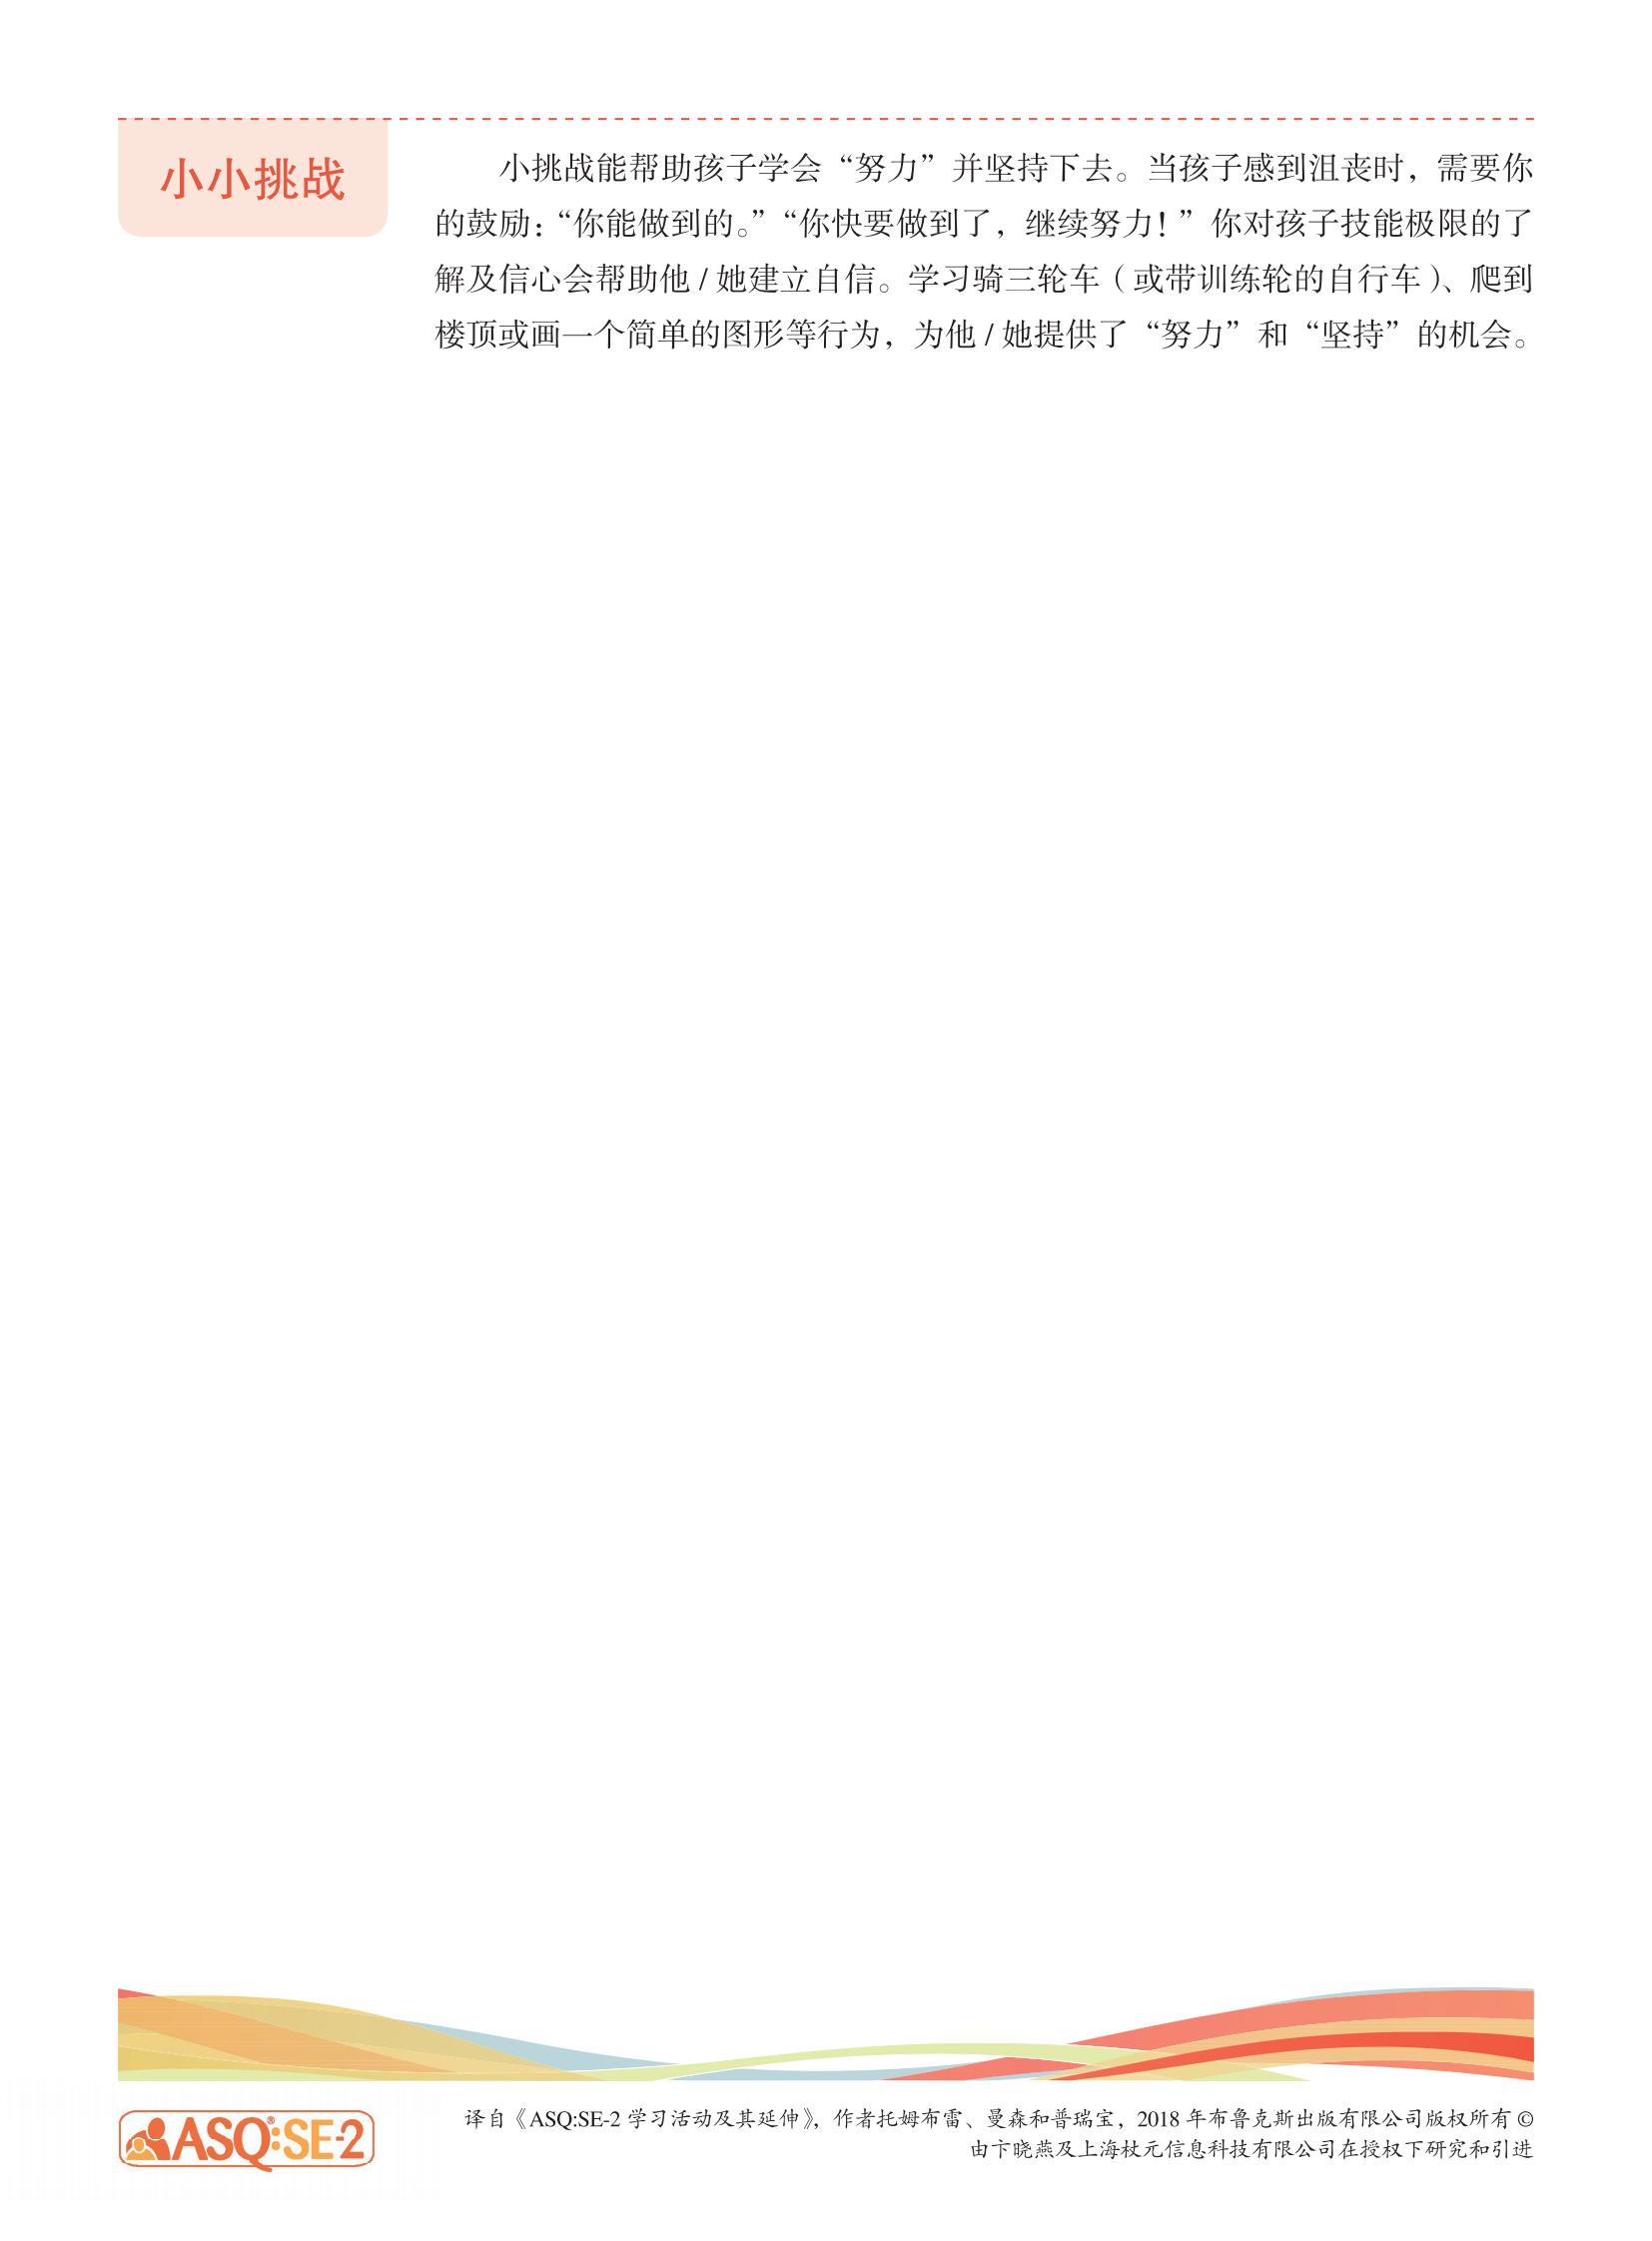 小小挑战
小挑战能帮助孩子学会“努力”并坚持下去。当孩子感到沮丧时，需要你
的鼓励：“你能做到的。”“你快要做到了，继续努力！”你对孩子技能极限的了
解及信心会帮助他 / 她建立自信。学习骑三轮车（或带训练轮的自行车）、爬到
楼顶或画一个简单的图形等行为，为他 / 她提供了“努力”和“坚持”的机会。
译自《ASQ:SE-2 学习活动及其延伸》，作者托姆布雷、曼森和普瑞宝，2018 年布鲁克斯出版有限公司版权所有 ©
由卞晓燕及上海杖元信息科技有限公司在授权下研究和引进
ASQ®:SE-2